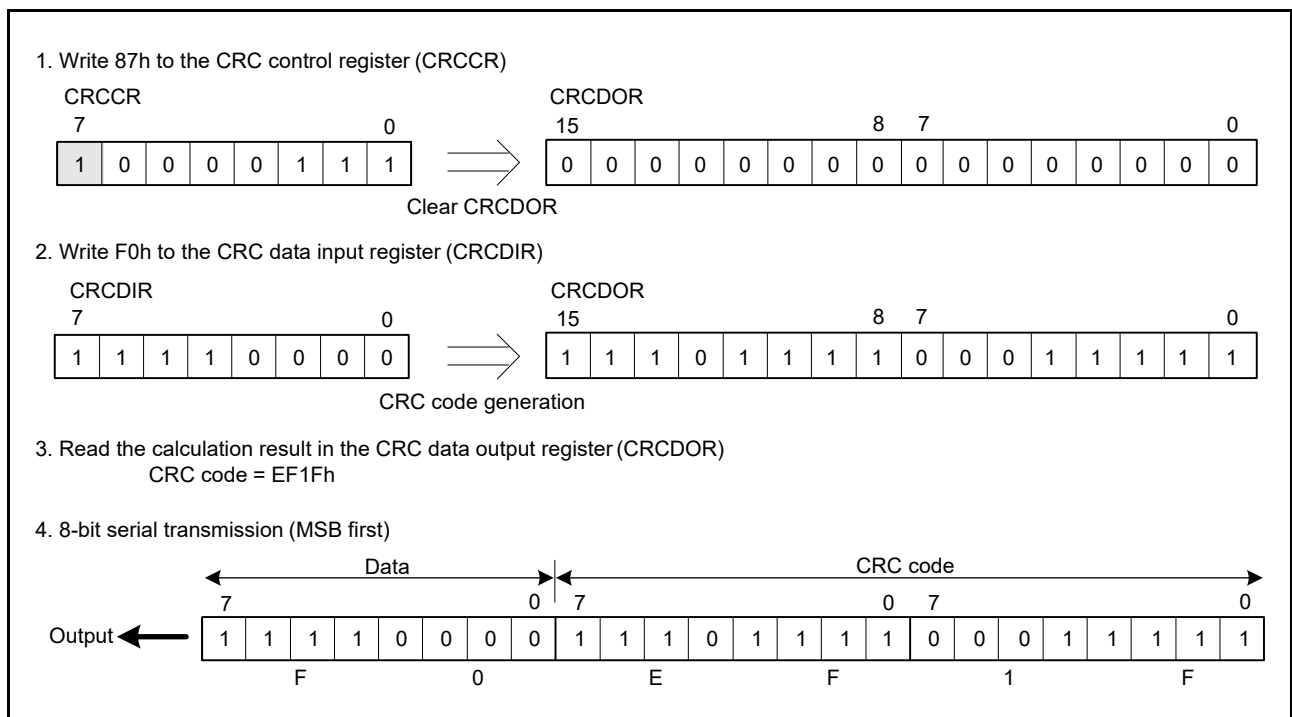 1. Write 87h to the CRC control register (CRCCR)
CRCCR CRCDOR
7 0 15 8 7 0
1 0 0 0 0 1 1 1 0 0 0 0 0 0 0 0 0 0 0 0 0 0 0 0
Clear CRCDOR
2. Write F0h to the CRC data input register (CRCDIR)
CRCDIR CRCDOR
7 0 15 8 7 0
1 1 1 1 0 0 0 0 1 1 1 0 1 1 1 1 0 0 0 1 1 1 1 1
CRC code generation
3. Read the calculation result in the CRC data output register (CRCDOR)
CRC code = EF1Fh
4. 8-bit serial transmission (MSB first)
Data CRC code
7 0 7 0 7 0
Output 1 1 1 1 0 0 0 0 1 1 1 0 1 1 1 1 0 0 0 1 1 1 1 1
F 0 E F 1 F